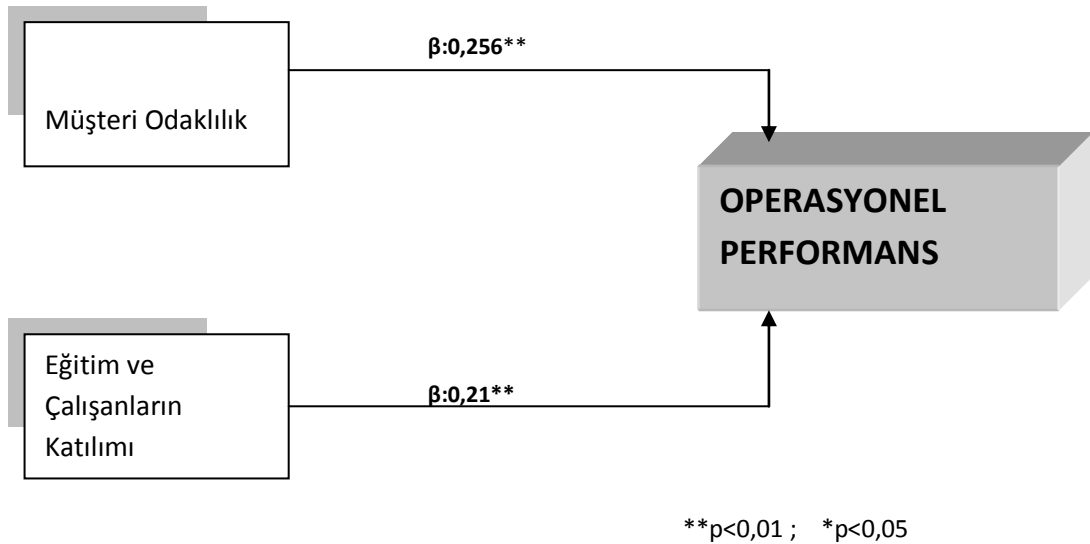 β:0,256**
Müşteri Odaklılık
OPERASYONEL
PERFORMANS
Eğitim ve
Çalışanların
Katılımı
β:0,21**
**p<0,01 ; *p<0,05